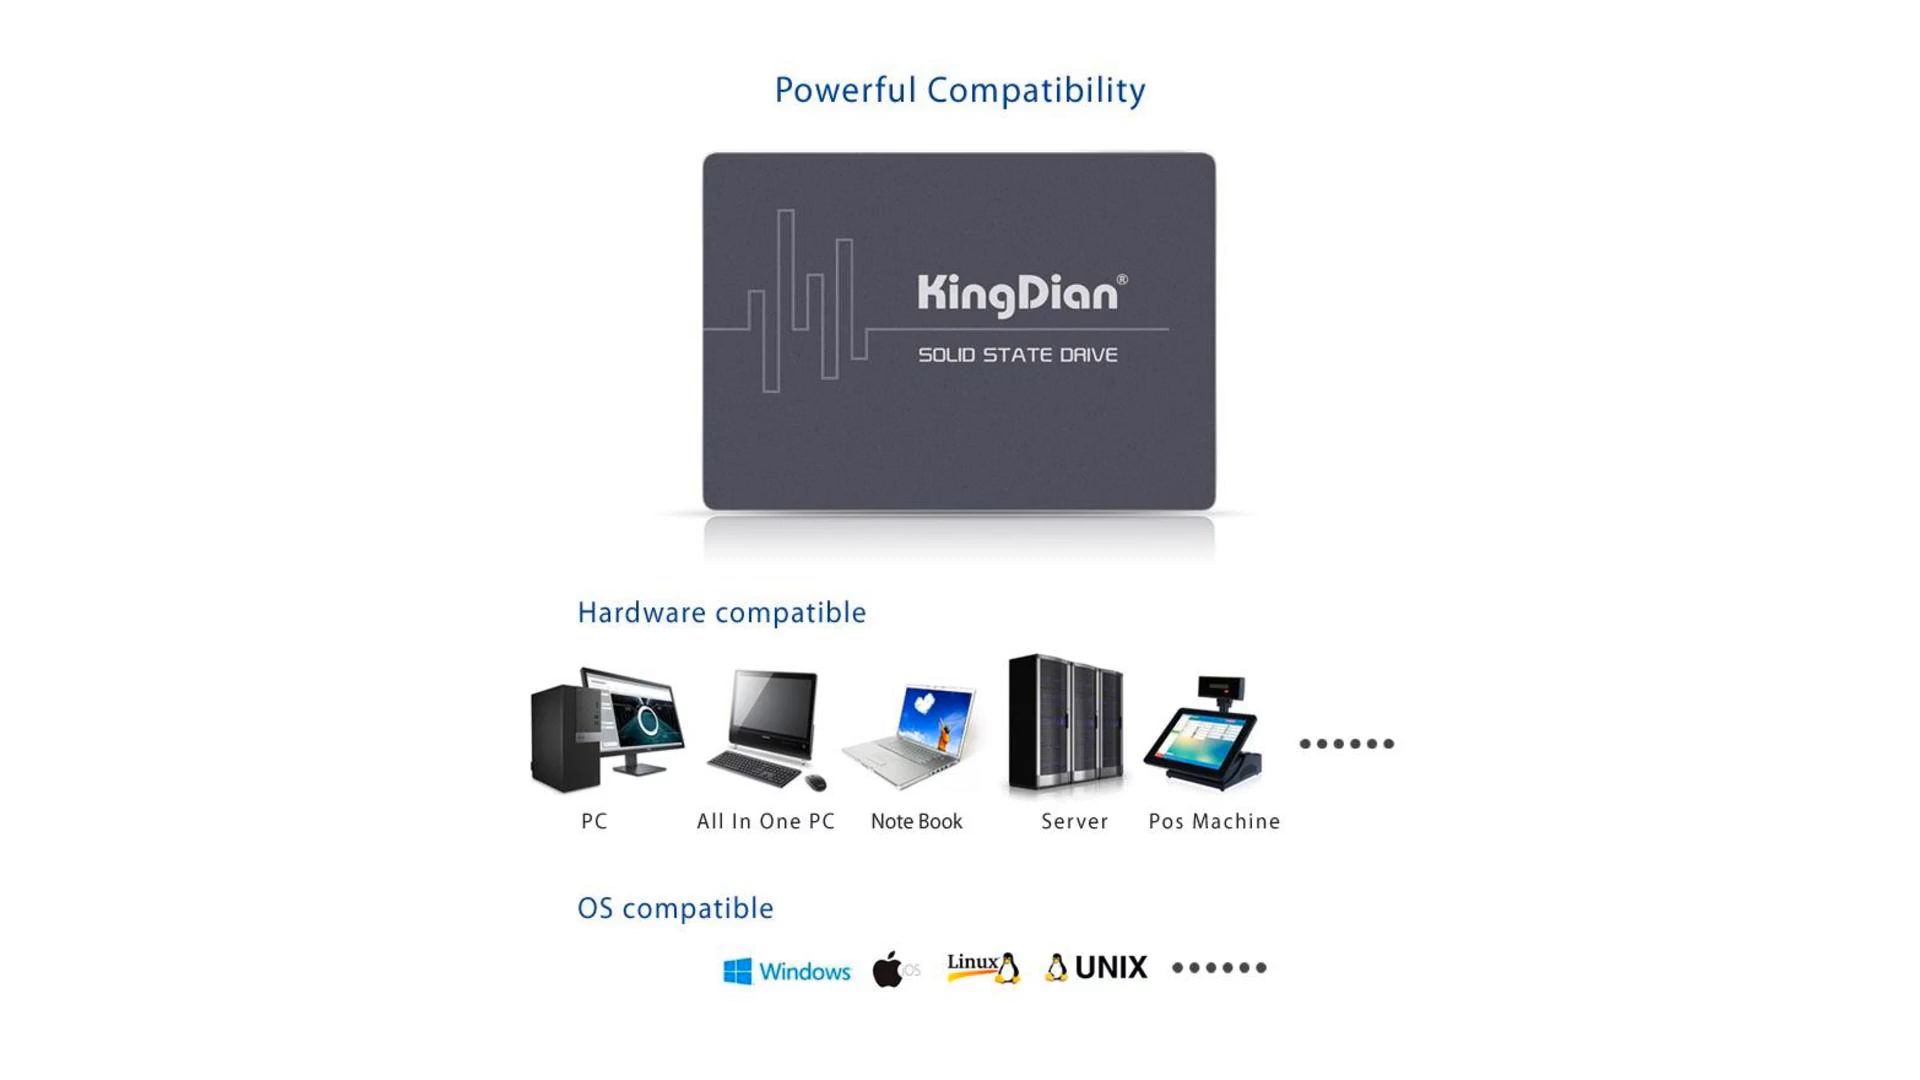 Powerful Compatibility
KingDian®
SOLID STATE DRIVE
Hardware compatible
PC
All In One PC
Note Book
Server
Pos Machine
OS compatible
Windows
iOS
Linux
UNIX